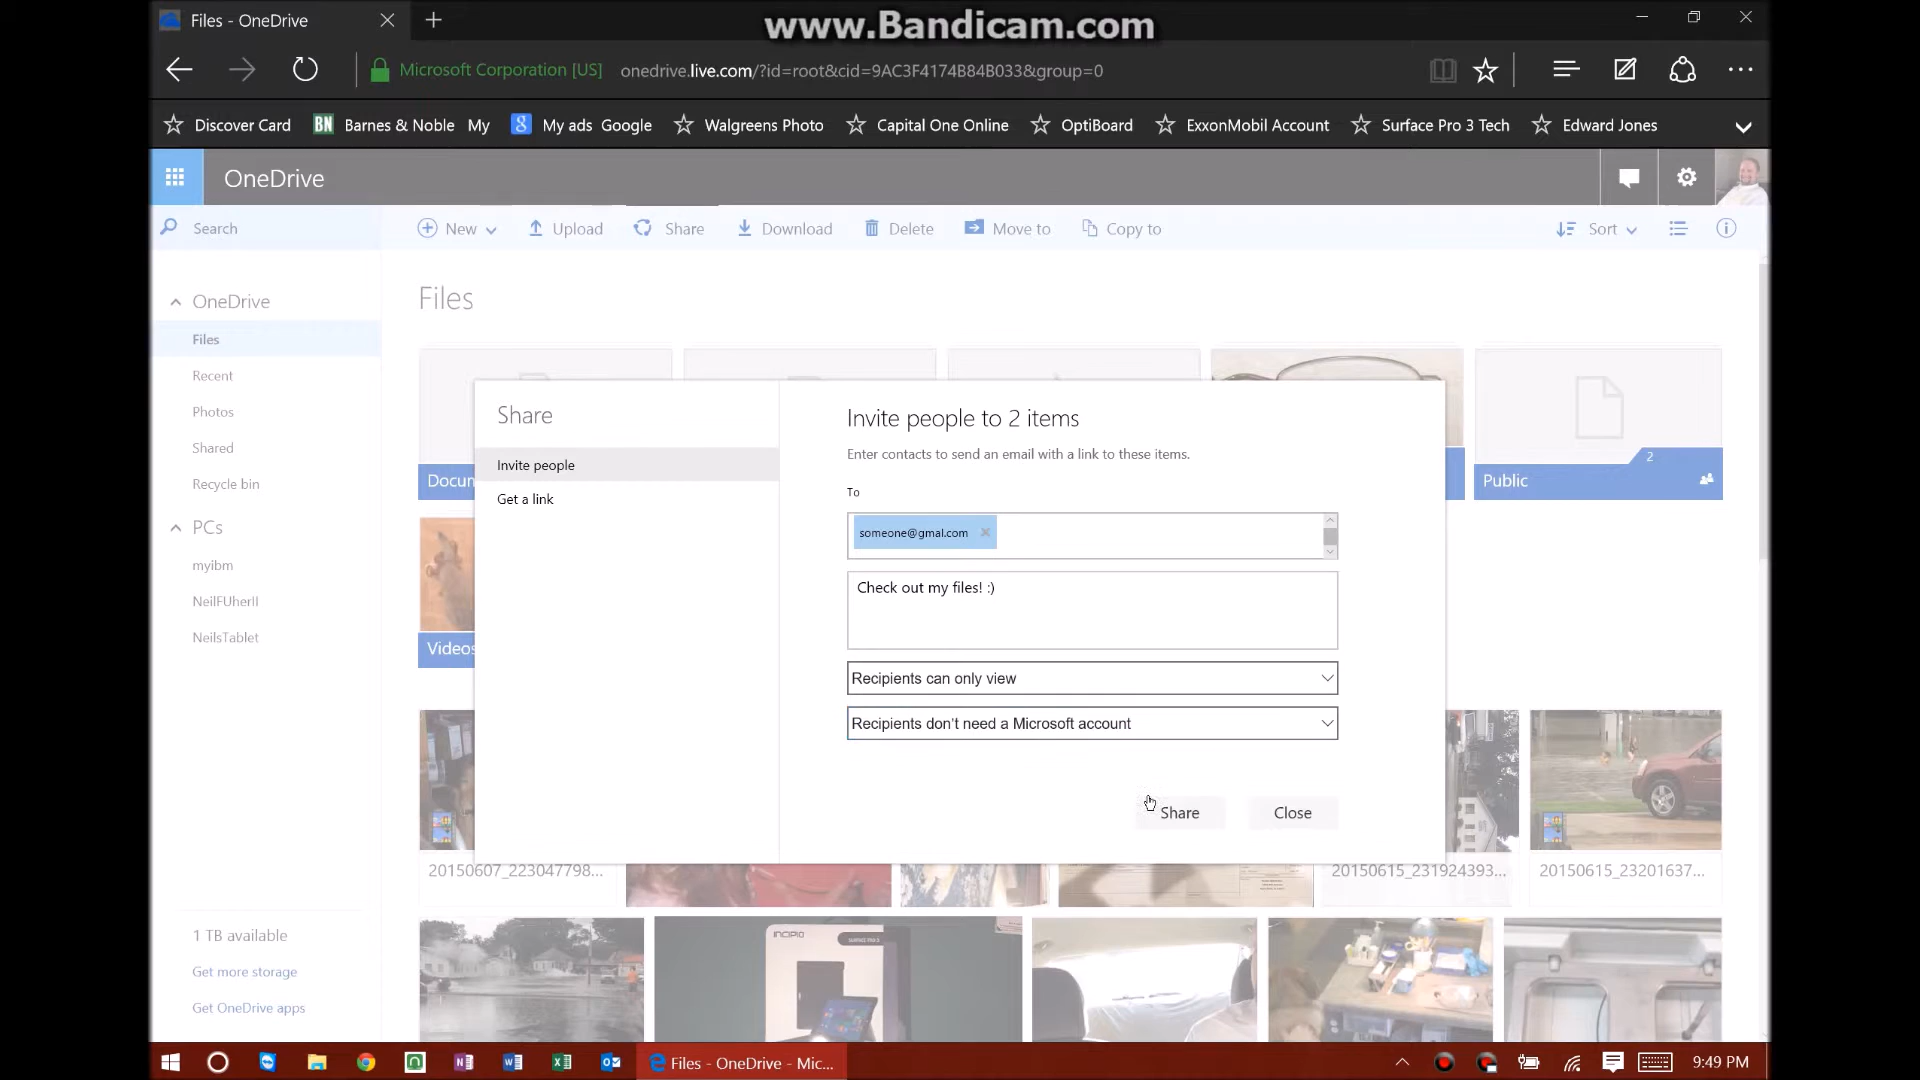 www.Bandicam.com
Files - OneDrive
Microsoft Corporation [US] onedrive.live.com/?id=root&cid=9AC3F4174B84B033&group=0
Discover Card BN Barnes & Noble My My ads Google Walgreens Photo Capital One Online OptiBoard ExxonMobil Account Surface Pro 3 Tech Edward Jones
OneDrive
Search New Upload Share Download Delete Move to Copy to Sort
OneDrive
Files
Recent
Photos
Shared
Recycle bin
PCs
myibm
NeilFUherII
NeilsTablet
1 TB available
Get more storage
Get OneDrive apps
Files
Docun
2
Public
Videos
Share
Invite people
Get a link
Invite people to 2 items
Enter contacts to send an email with a link to these items.
To
someone@gmal.com
Check out my files! :)
Recipients can only view
Recipients don't need a Microsoft account
Share Close
20150607_223047798... 20150615_231924393... 20150615_23201637...
INCIPIO
Files - OneDrive - Mic... 9:49 PM